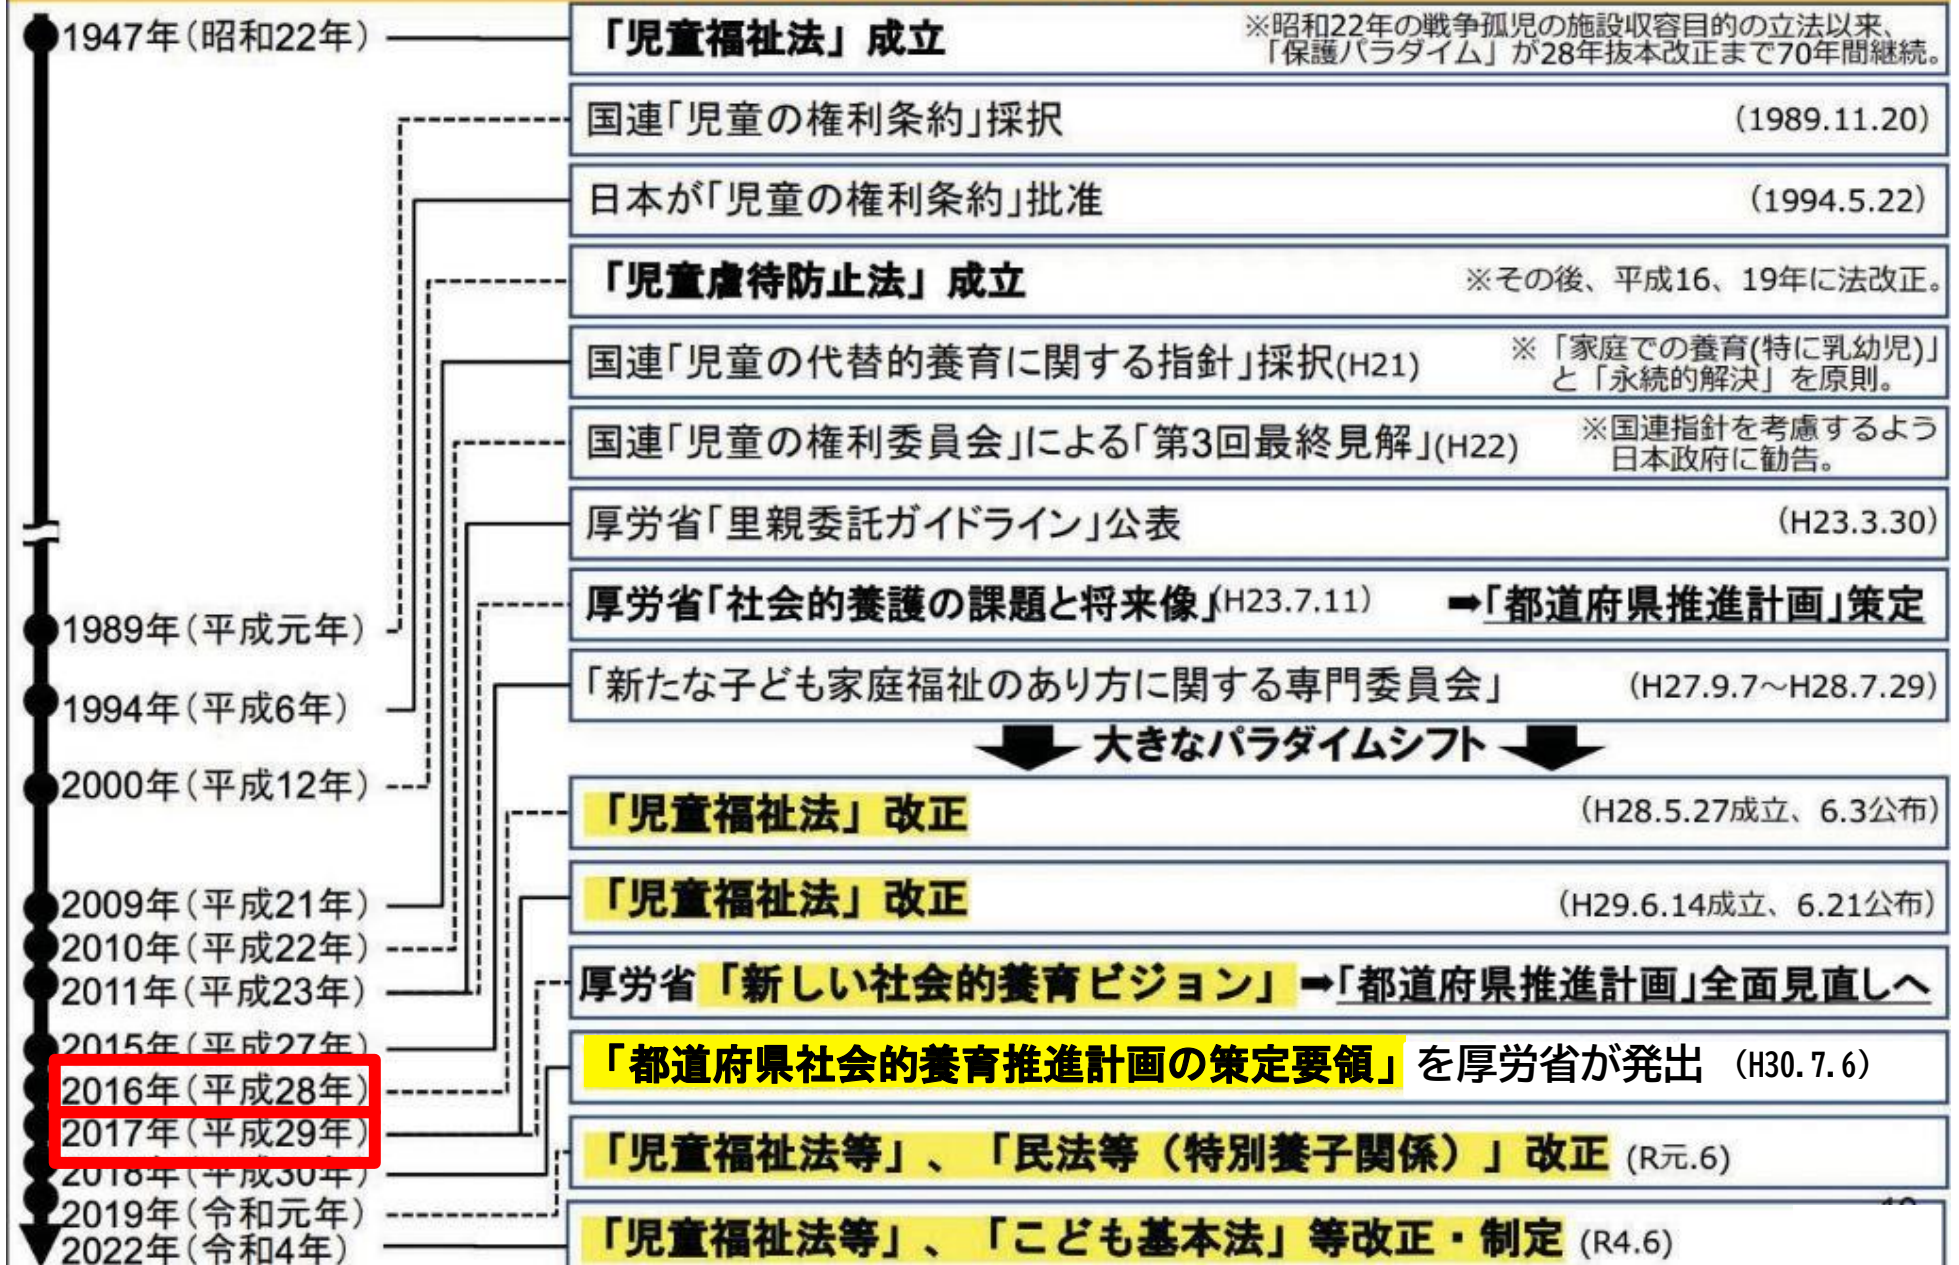 1947年(昭和22年)
「児童福祉法」成立
※昭和22年の戦争孤児の施設収容目的の立法以来、
「保護パラダイム」が28年抜本改正まで70年間継続。
国連「児童の権利条約」採択 (1989.11.20)
日本が「児童の権利条約」批准 (1994.5.22)
「児童虐待防止法」成立 ※その後、平成16、19年に法改正。
国連「児童の代替的養育に関する指針」採択(H21)
※「家庭での養育(特に乳幼児)」
と「永続的解決」を原則。
国連「児童の権利委員会」による「第3回最終見解」(H22)
※国連指針を考慮するよう
日本政府に勧告。
厚労省「里親委託ガイドライン」公表 (H23.3.30)
厚労省「社会的養護の課題と将来像」(H23.7.11) ➡「都道府県推進計画」策定
「新たな子ども家庭福祉のあり方に関する専門委員会」 (H27.9.7～H28.7.29)
大きなパラダイムシフト
「児童福祉法」改正 (H28.5.27成立、6.3公布)
「児童福祉法」改正 (H29.6.14成立、6.21公布)
厚労省「新しい社会的養育ビジョン」➡「都道府県推進計画」全面見直しへ
「都道府県社会的養育推進計画の策定要領」を厚労省が発出 (H30.7.6)
「児童福祉法等」、「民法等(特別養子関係)」改正 (R元.6)
「児童福祉法等」、「こども基本法」等改正・制定 (R4.6)
1989年(平成元年)
1994年(平成6年)
2000年(平成12年)
2009年(平成21年)
2010年(平成22年)
2011年(平成23年)
2015年(平成27年)
2016年(平成28年)
2017年(平成29年)
2018年(平成30年)
2019年(令和元年)
2022年(令和4年)